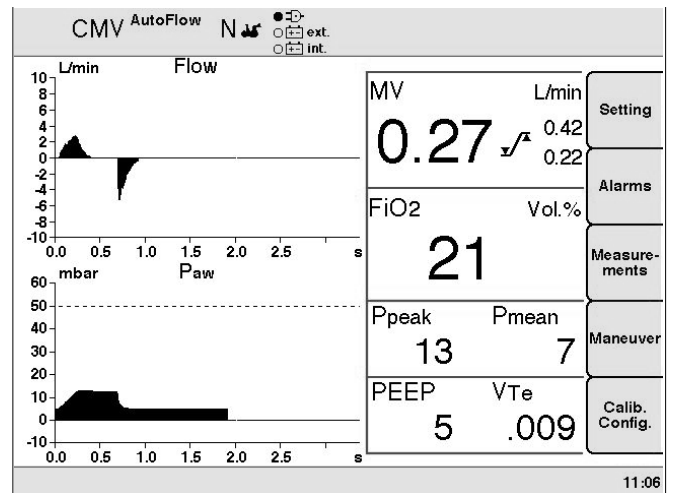 CMV AutoFlow N ext.
int.
L/min Flow
10
8
6
4
2
0
-2
-4
-6
-8
-10
0.0 0.5 1.0 1.5 2.0 2.5 s
mbar Paw
60
50
40
30
20
10
0
-10
0.0 0.5 1.0 1.5 2.0 2.5 s
MV L/min
0.27 0.42
0.22
FiO2 Vol.%
21
Ppeak Pmean
13 7
PEEP VTe
5 .009
Setting
Alarms
Measure-
ments
Maneuver
Calib.
Config.
11:06